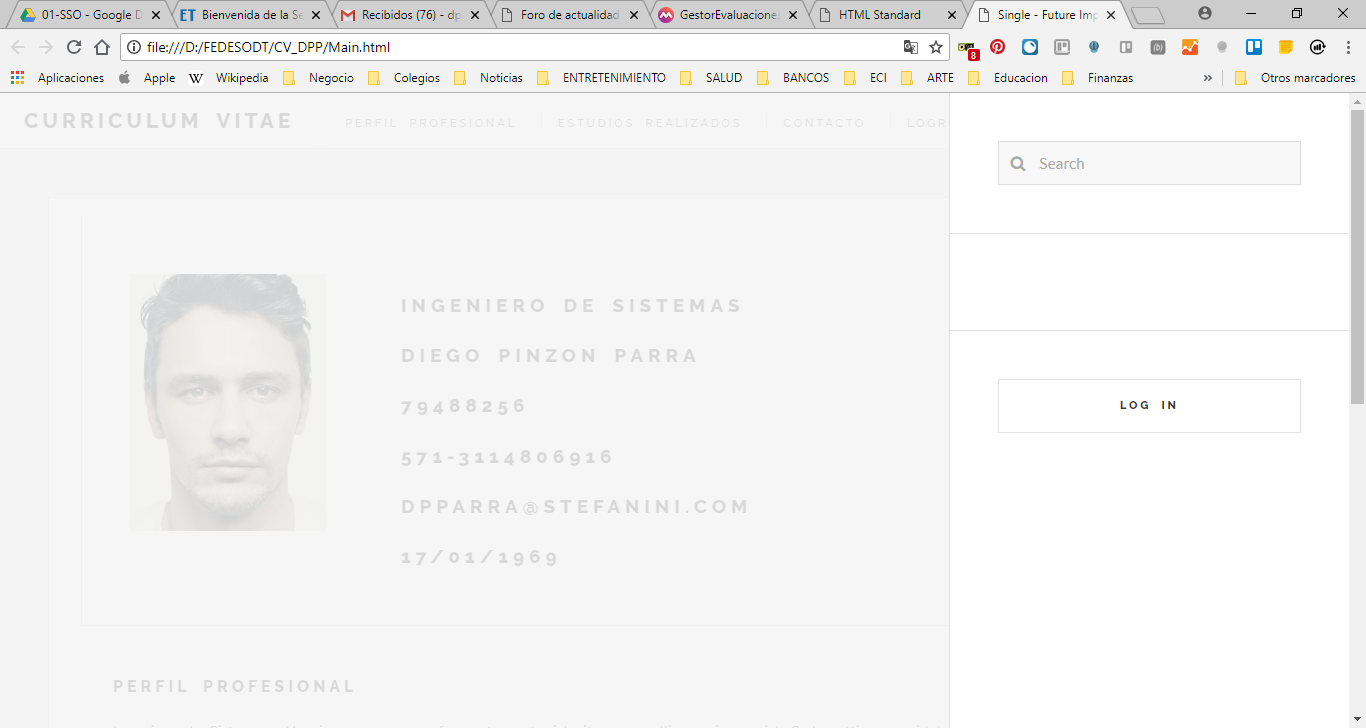 01-SSO - Google D
Bienvenida de la Se
Recibidos (76) - dp
Foro de actualidad
GestorEvaluacione
HTML Standard
Single - Future Imp
file:///D:/FEDESODT/CV_DPP/Main.html
8
Aplicaciones Apple Wikipedia Negocio Colegios Noticias ENTRETENIMIENTO SALUD BANCOS ECI ARTE Educacion Finanzas » Otros marcadores
CURRICULUM VITAE
PERFIL PROFESIONAL
ESTUDIOS REALIZADOS
CONTACTO
LOGR
Search
LOG IN
INGENIERO DE SISTEMAS
DIEGO PINZON PARRA
79488256
571-3114806916
DPPARRA@STEFANINI.COM
17/01/1969
PERFIL PROFESIONAL